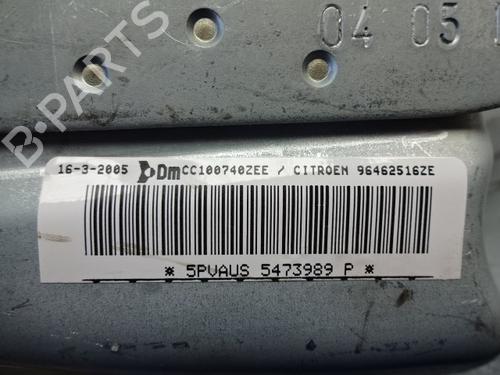 04 05
B-PARTS
16-3-2005 Dm CC100740ZEE / CITROEN 96462516ZE
* 5PVAUS 5473989 P *